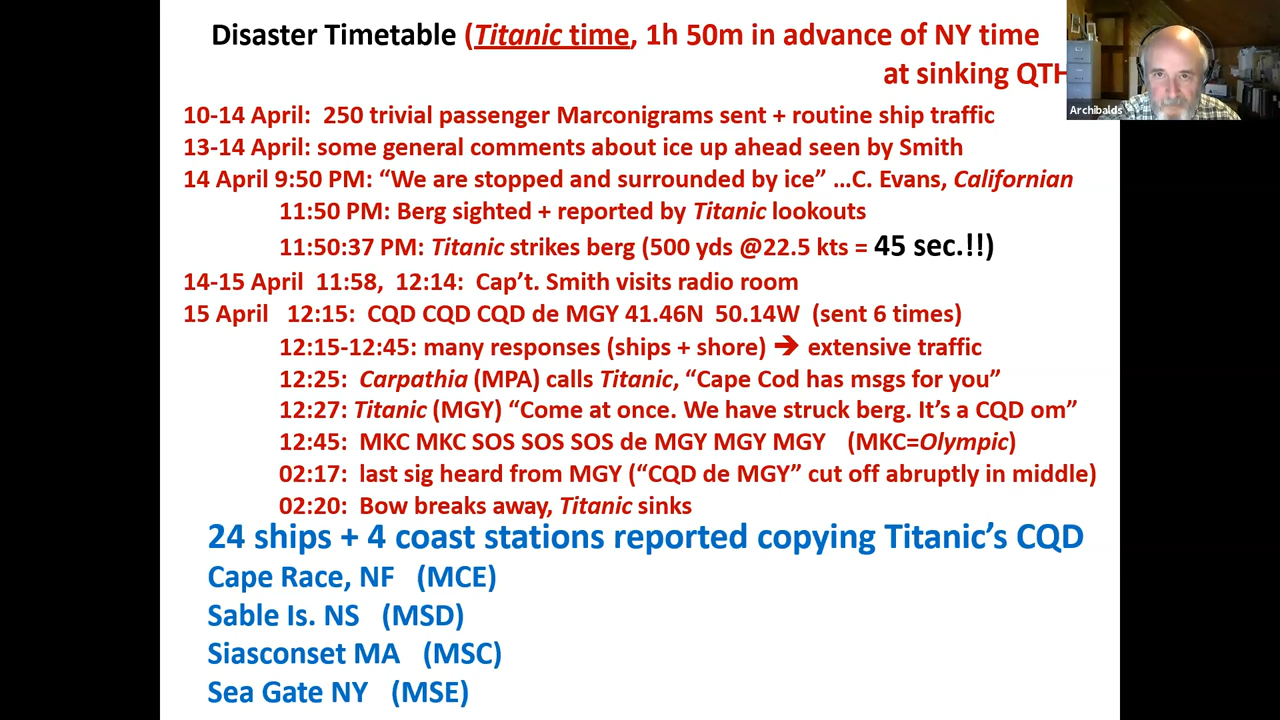 Disaster Timetable (Titanic time, 1h 50m in advance of NY time
at sinking QTH
Archibalds
10-14 April: 250 trivial passenger Marconigrams sent + routine ship traffic
13-14 April: some general comments about ice up ahead seen by Smith
14 April 9:50 PM: “We are stopped and surrounded by ice” ...C. Evans, Californian
11:50 PM: Berg sighted + reported by Titanic lookouts
11:50:37 PM: Titanic strikes berg (500 yds @22.5 kts = 45 sec.!!)
14-15 April 11:58, 12:14: Cap’t. Smith visits radio room
15 April 12:15: CQD CQD CQD de MGY 41.46N 50.14W (sent 6 times)
12:15-12:45: many responses (ships + shore) ➔ extensive traffic
12:25: Carpathia (MPA) calls Titanic, “Cape Cod has msgs for you”
12:27: Titanic (MGY) “Come at once. We have struck berg. It’s a CQD om”
12:45: MKC MKC SOS SOS SOS de MGY MGY MGY (MKC=Olympic)
02:17: last sig heard from MGY (“CQD de MGY” cut off abruptly in middle)
02:20: Bow breaks away, Titanic sinks
24 ships + 4 coast stations reported copying Titanic’s CQD
Cape Race, NF (MCE)
Sable Is. NS (MSD)
Siasconset MA (MSC)
Sea Gate NY (MSE)